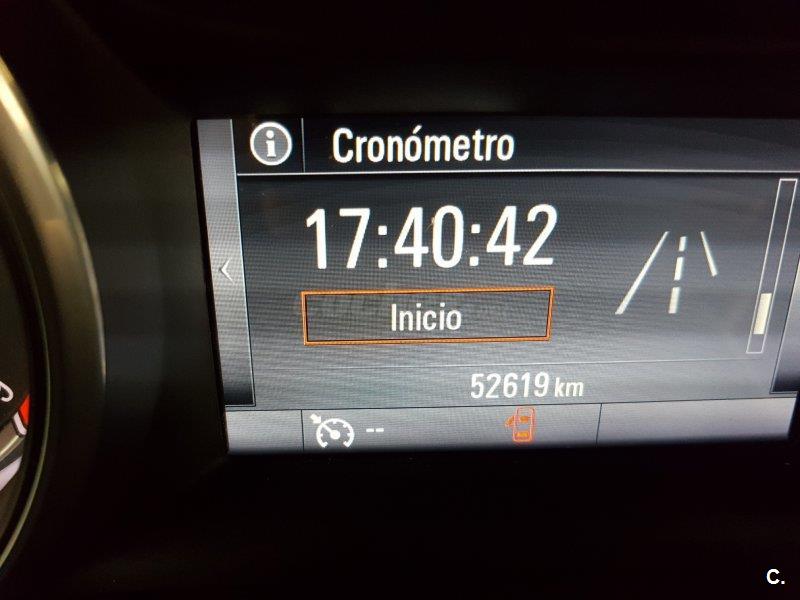 Cronómetro
17:40:42
Inicio
52619 km
--
C.